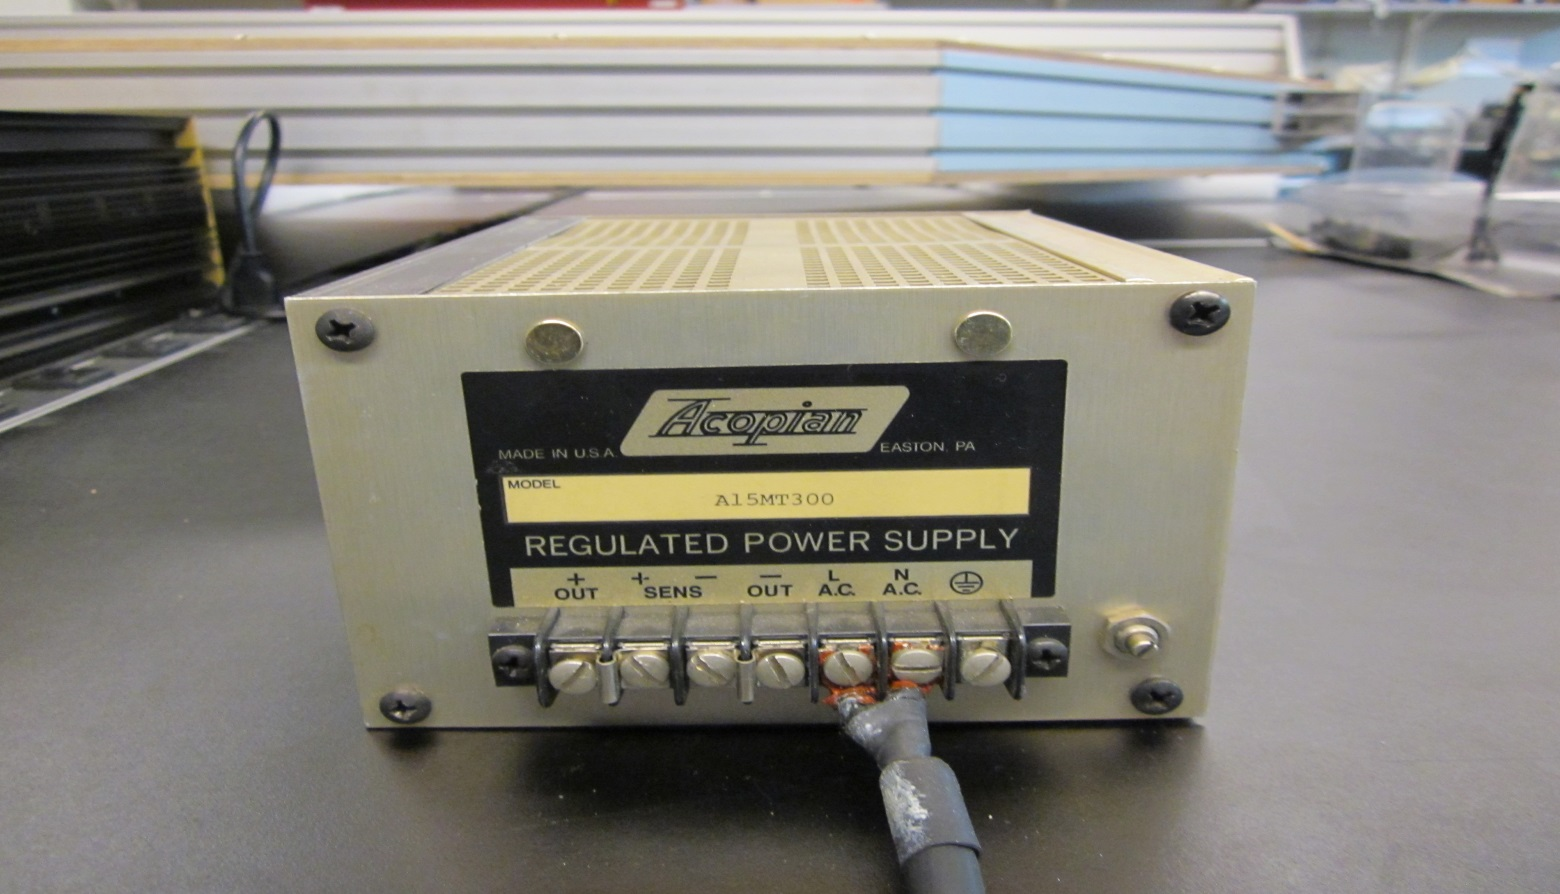 Acopian
MADE IN U.S.A. EASTON, PA
MODEL
A15MT300
REGULATED POWER SUPPLY
+ + − − L N
OUT SENS OUT A.C. A.C.